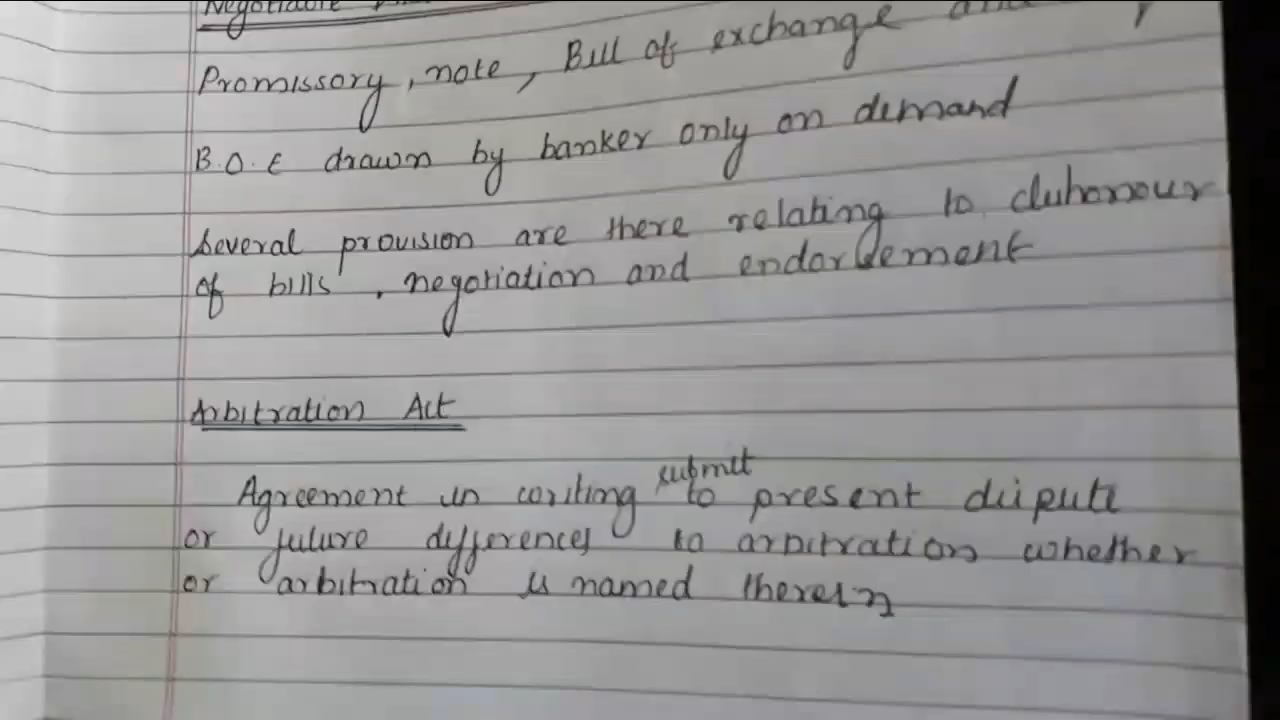 Negotiable
Promissory, note, Bill of exchange and
B.O.E drawn by banker only on demand
Several provision are there relating to dishonour
of bills, negotiation and endorsement
Arbitration Act
Agreement in writing submit to present dispute
or future differences to arbitration whether
or arbitration is named therein